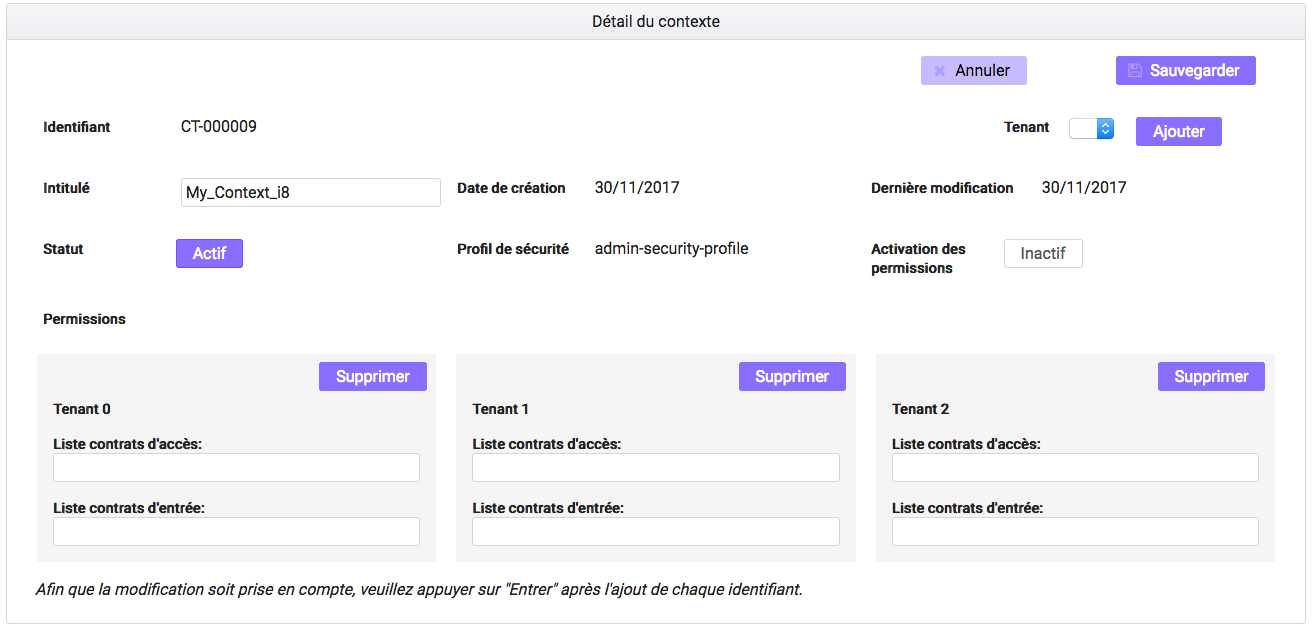 Détail du contexte
Annuler Sauvegarder
Identifiant CT-000009 Tenant Ajouter
Intitulé My_Context_i8 Date de création 30/11/2017 Dernière modification 30/11/2017
Statut Actif Profil de sécurité admin-security-profile Activation des permissions Inactif
Permissions
Supprimer Supprimer Supprimer
Tenant 0 Tenant 1 Tenant 2
Liste contrats d'accès: Liste contrats d'accès: Liste contrats d'accès:
Liste contrats d'entrée: Liste contrats d'entrée: Liste contrats d'entrée:
Afin que la modification soit prise en compte, veuillez appuyer sur "Entrer" après l'ajout de chaque identifiant.